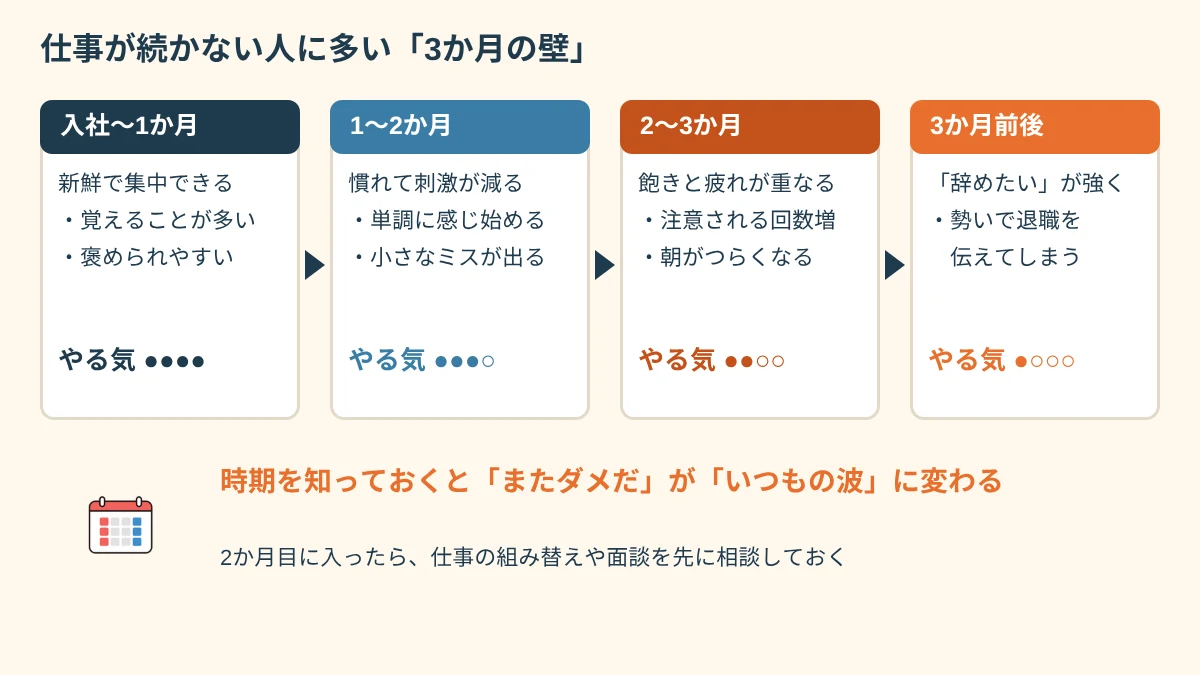 仕事が続かない人に多い「3か月の壁」
入社〜1か月
新鮮で集中できる
・覚えることが多い
・褒められやすい
やる気 ●●●●
1〜2か月
慣れて刺激が減る
・単調に感じ始める
・小さなミスが出る
やる気 ●●●○
2〜3か月
飽きと疲れが重なる
・注意される回数増
・朝がつらくなる
やる気 ●●○○
3か月前後
「辞めたい」が強く
・勢いで退職を
伝えてしまう
やる気 ●○○○
時期を知っておくと「またダメだ」が「いつもの波」に変わる
2か月目に入ったら、仕事の組み替えや面談を先に相談しておく